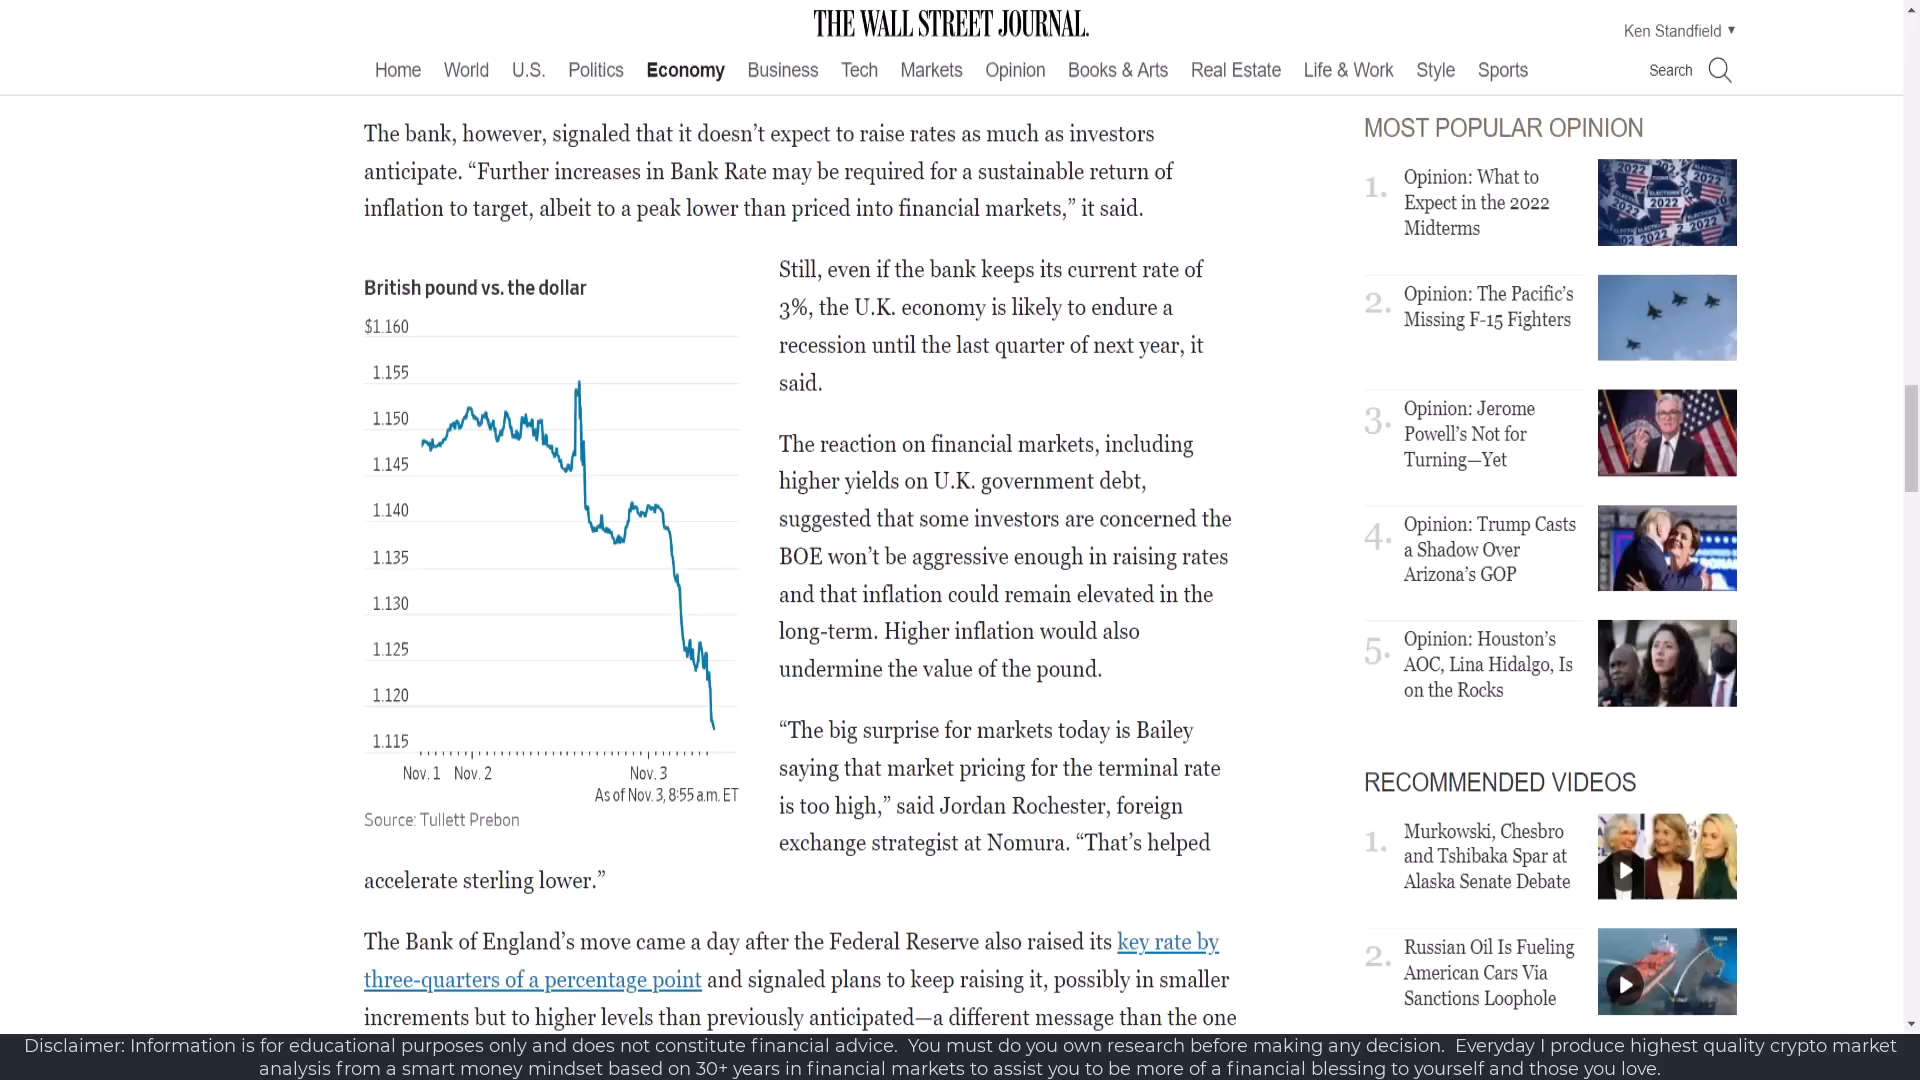 THE WALL STREET JOURNAL.
Ken Standfield ▼
Home World U.S. Politics Economy Business Tech Markets Opinion Books & Arts Real Estate Life & Work Style Sports
Search
The bank, however, signaled that it doesn’t expect to raise rates as much as investors
anticipate. “Further increases in Bank Rate may be required for a sustainable return of
inflation to target, albeit to a peak lower than priced into financial markets,” it said.
British pound vs. the dollar
$1.160
1.155
1.150
1.145
1.140
1.135
1.130
1.125
1.120
1.115
Nov. 1 Nov. 2 Nov. 3
As of Nov. 3, 8:55 a.m. ET
Source: Tullett Prebon
Still, even if the bank keeps its current rate of
3%, the U.K. economy is likely to endure a
recession until the last quarter of next year, it
said.
The reaction on financial markets, including
higher yields on U.K. government debt,
suggested that some investors are concerned the
BOE won’t be aggressive enough in raising rates
and that inflation could remain elevated in the
long-term. Higher inflation would also
undermine the value of the pound.
“The big surprise for markets today is Bailey
saying that market pricing for the terminal rate
is too high,” said Jordan Rochester, foreign
exchange strategist at Nomura. “That’s helped
accelerate sterling lower.”
The Bank of England’s move came a day after the Federal Reserve also raised its key rate by
three-quarters of a percentage point and signaled plans to keep raising it, possibly in smaller
increments but to higher levels than previously anticipated—a different message than the one
MOST POPULAR OPINION
1. Opinion: What to
Expect in the 2022
Midterms
2. Opinion: The Pacific’s
Missing F-15 Fighters
3. Opinion: Jerome
Powell’s Not for
Turning—Yet
4. Opinion: Trump Casts
a Shadow Over
Arizona’s GOP
5. Opinion: Houston’s
AOC, Lina Hidalgo, Is
on the Rocks
RECOMMENDED VIDEOS
1. Murkowski, Chesbro
and Tshibaka Spar at
Alaska Senate Debate
2. Russian Oil Is Fueling
American Cars Via
Sanctions Loophole
Disclaimer: Information is for educational purposes only and does not constitute financial advice. You must do you own research before making any decision. Everyday I produce highest quality crypto market
analysis from a smart money mindset based on 30+ years in financial markets to assist you to be more of a financial blessing to yourself and those you love.